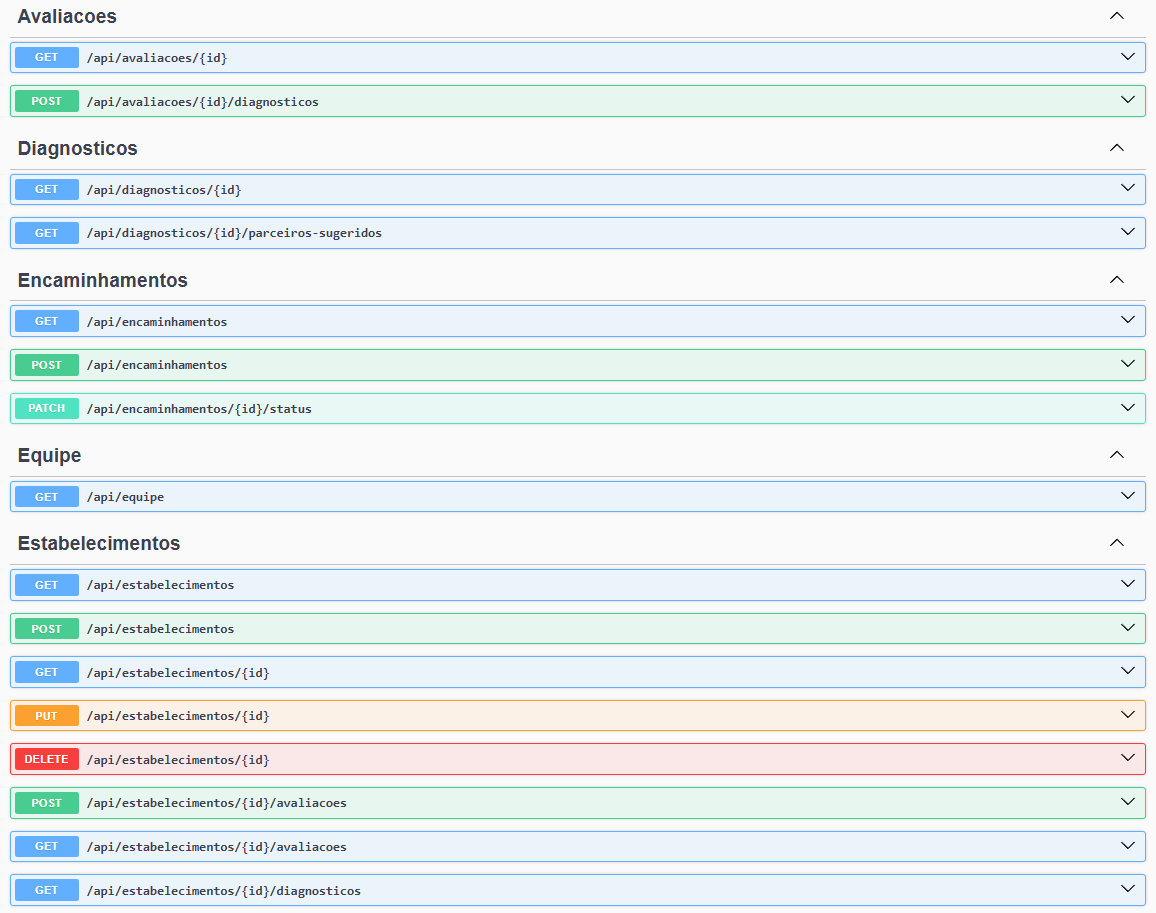 Avaliacoes
GET /api/avaliacoes/{id}
POST /api/avaliacoes/{id}/diagnosticos
Diagnosticos
GET /api/diagnosticos/{id}
GET /api/diagnosticos/{id}/parceiros-sugeridos
Encaminhamentos
GET /api/encaminhamentos
POST /api/encaminhamentos
PATCH /api/encaminhamentos/{id}/status
Equipe
GET /api/equipe
Estabelecimentos
GET /api/estabelecimentos
POST /api/estabelecimentos
GET /api/estabelecimentos/{id}
PUT /api/estabelecimentos/{id}
DELETE /api/estabelecimentos/{id}
POST /api/estabelecimentos/{id}/avaliacoes
GET /api/estabelecimentos/{id}/avaliacoes
GET /api/estabelecimentos/{id}/diagnosticos